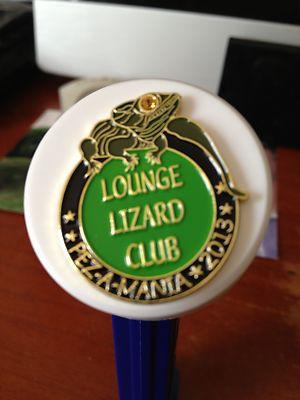 LOUNGE
LIZARD
CLUB
★ PEZ-A-MANIA ★ 2013 ★